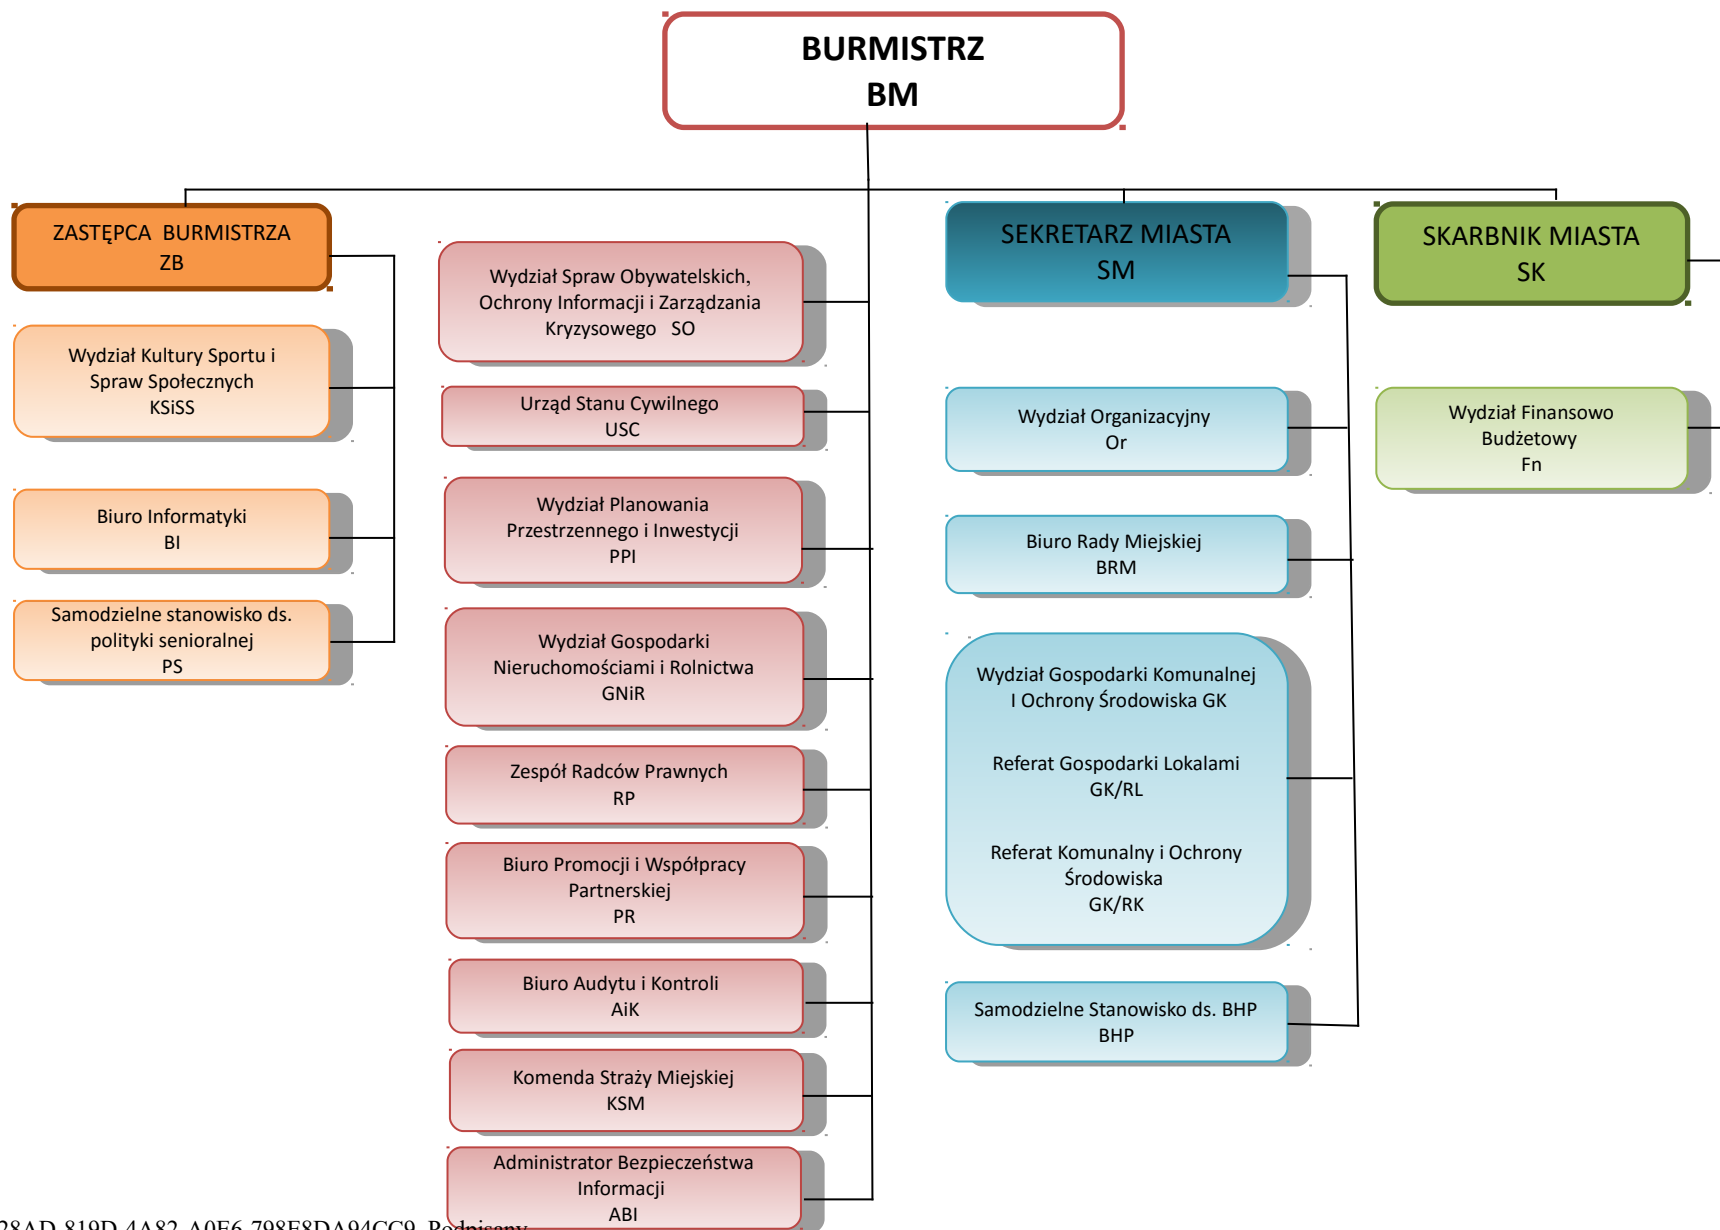 BURMISTRZ
BM
ZASTĘPCA BURMISTRZA
ZB
Wydział Kultury Sportu i
Spraw Społecznych
KSiSS
Biuro Informatyki
BI
Samodzielne stanowisko ds.
polityki senioralnej
PS
Wydział Spraw Obywatelskich,
Ochrony Informacji i Zarządzania
Kryzysowego SO
Urząd Stanu Cywilnego
USC
Wydział Planowania
Przestrzennego i Inwestycji
PPI
Wydział Gospodarki
Nieruchomościami i Rolnictwa
GNiR
Zespół Radców Prawnych
RP
Biuro Promocji i Współpracy
Partnerskiej
PR
Biuro Audytu i Kontroli
AiK
Komenda Straży Miejskiej
KSM
Administrator Bezpieczeństwa
Informacji
ABI
SEKRETARZ MIASTA
SM
Wydział Organizacyjny
Or
Biuro Rady Miejskiej
BRM
Wydział Gospodarki Komunalnej
I Ochrony Środowiska GK
Referat Gospodarki Lokalami
GK/RL
Referat Komunalny i Ochrony
Środowiska
GK/RK
Samodzielne Stanowisko ds. BHP
BHP
SKARBNIK MIASTA
SK
Wydział Finansowo
Budżetowy
Fn
Podpisany